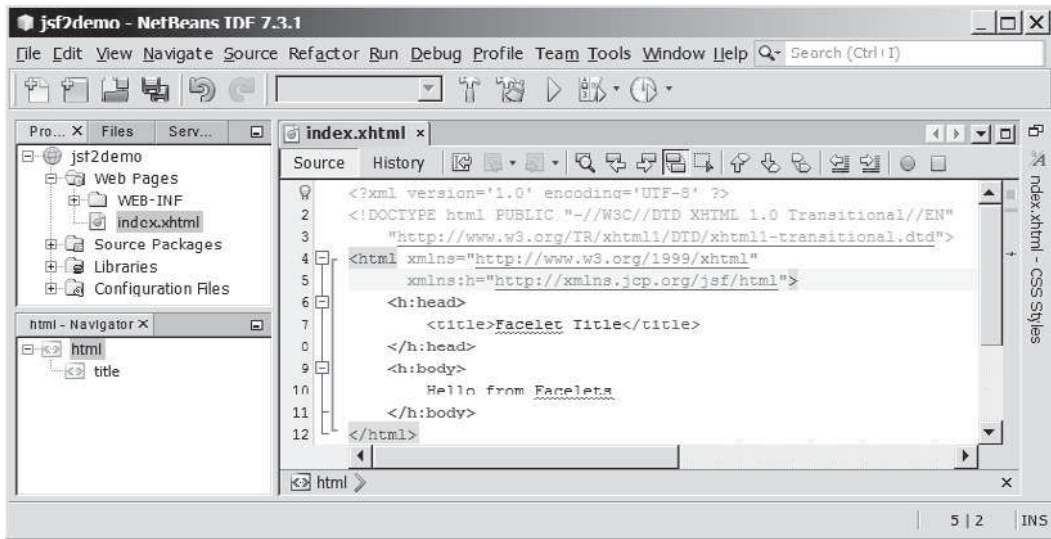 jsf2demo - NetBeans IDE 7.3.1
File Edit View Navigate Source Refactor Run Debug Profile Team Tools Window Help Search (Ctrl+I)
Pro... Files Serv...
jsf2demo
Web Pages
WEB-INF
index.xhtml
Source Packages
Libraries
Configuration Files
html - Navigator
html
title
index.xhtml
Source History
<?xml version='1.0' encoding='UTF-8' ?>
2 <!DOCTYPE html PUBLIC "-//W3C//DTD XHTML 1.0 Transitional//EN"
3 "http://www.w3.org/TR/xhtml1/DTD/xhtml1-transitional.dtd">
4 <html xmlns="http://www.w3.org/1999/xhtml"
5 xmlns:h="http://xmlns.jcp.org/jsf/html">
6 <h:head>
7 <title>Facelet Title</title>
8 </h:head>
9 <h:body>
10 Hello from Facelets
11 </h:body>
12 </html>
html
index.xhtml - CSS Styles
5 | 2 INS